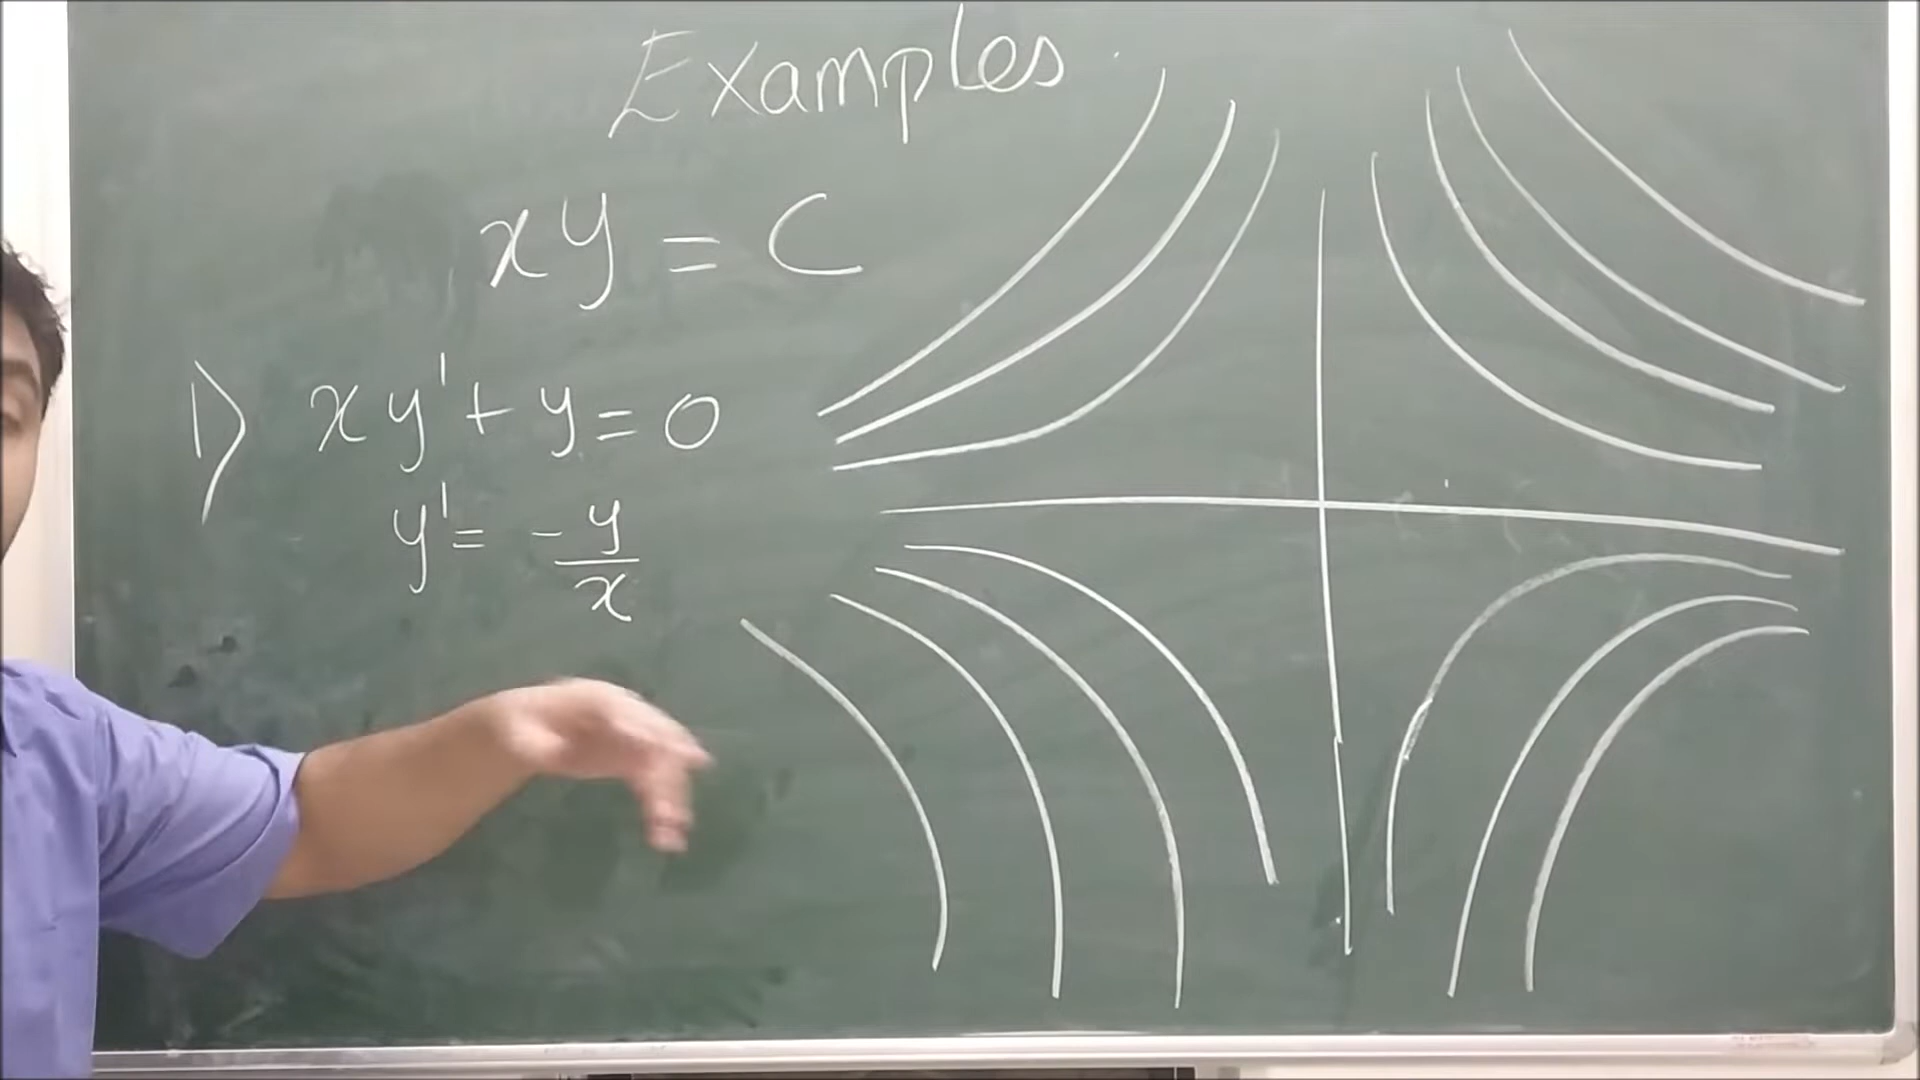 Examples
xy = C
1) xy' + y = 0
y' = -y/x